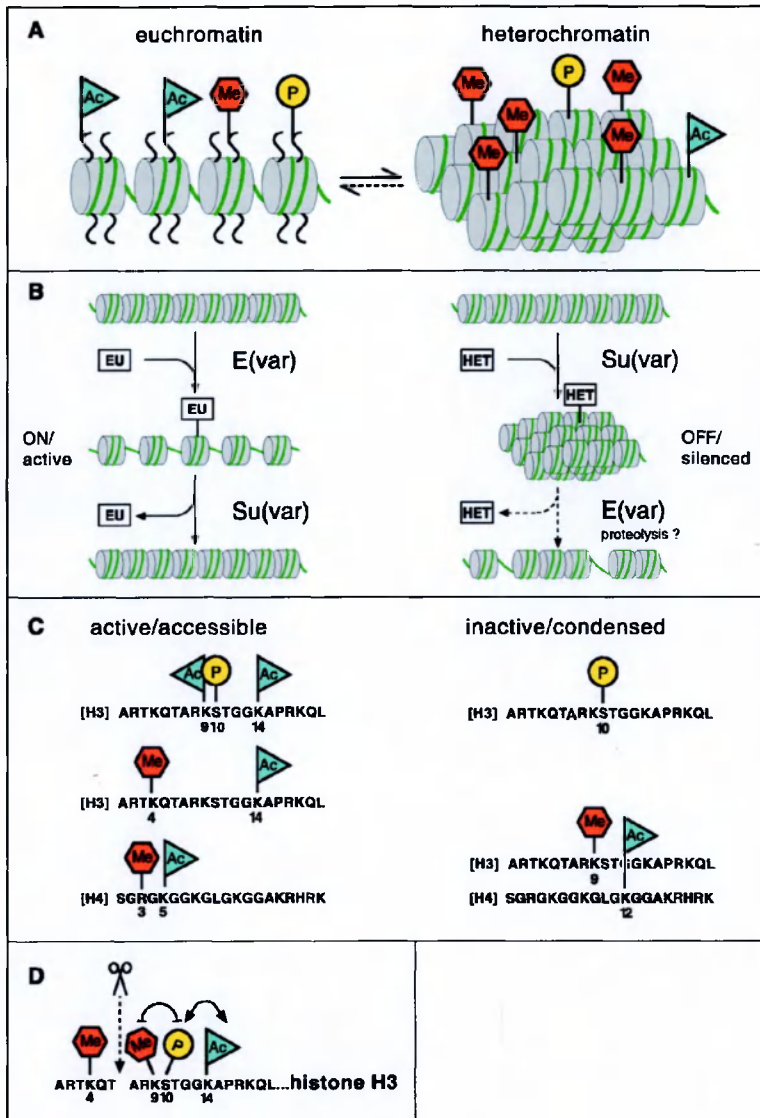 A
euchromatin
heterochromatin
Ac
Ac
Me
P
Me
P
Me
Me
Me
Me
Ac
B
EU
E(var)
EU
ON/
active
EU
Su(var)
HET
Su(var)
HET
OFF/
silenced
HET
E(var)
proteolysis ?
C
active/accessible
inactive/condensed
Ac P Ac
[H3] ARTKQTARKSTGGKAPRKQL
9 10 14
P
[H3] ARTKQTARKSTGGKAPRKQL
10
Me Ac
[H3] ARTKQTARKSTGGKAPRKQL
4 14
Me Ac
[H4] SGRGKGGKGLGKGGAKRHRK
3 5
Me
Ac
[H3] ARTKQTARKSTGGKAPRKQL
9
[H4] SGRGKGGKGLGKGGAKRHRK
12
D
Me Me P Ac
ARTKQT ARKSTGGKAPRKQL...histone H3
4 9 10 14